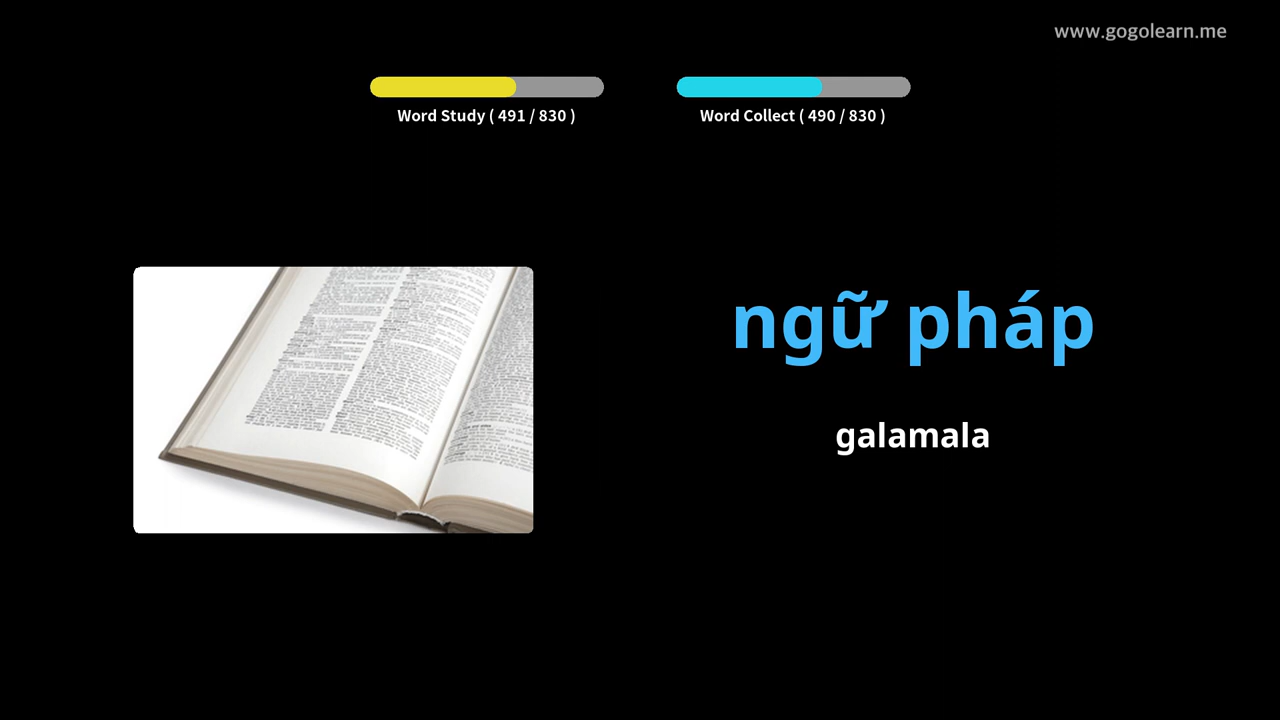 www.gogolearn.me
Word Study ( 491 / 830 )
Word Collect ( 490 / 830 )
ngữ pháp
galamala